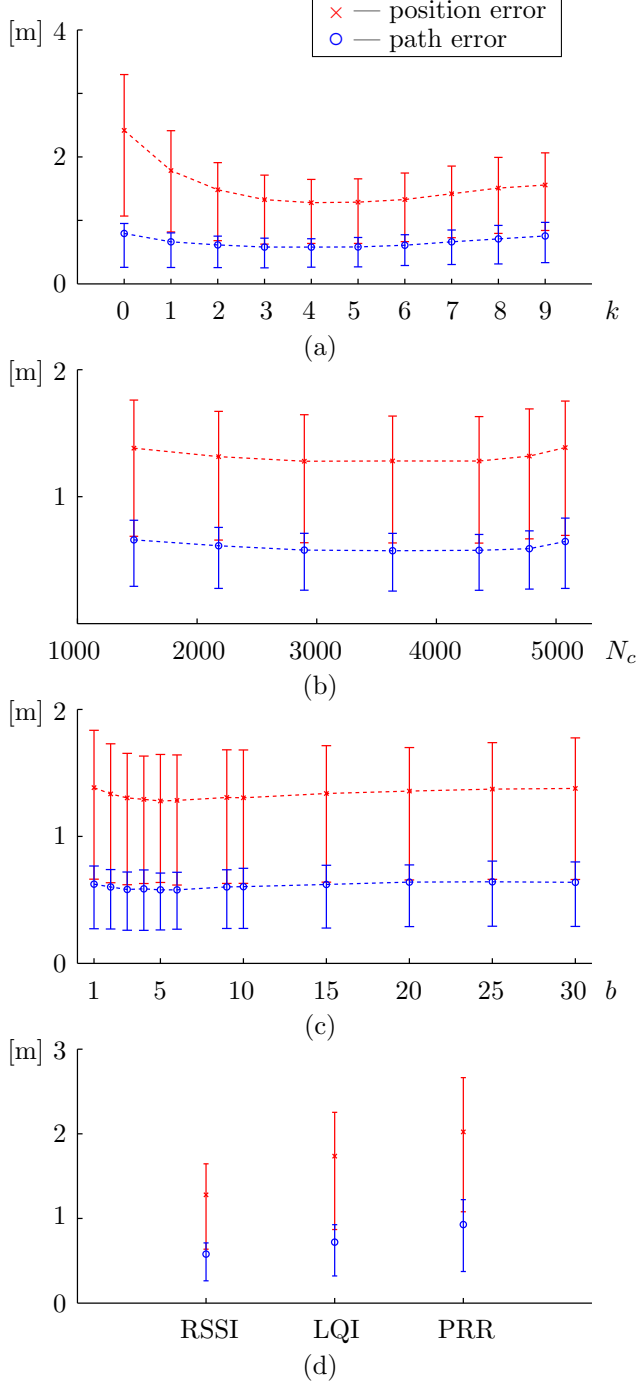 × — position error
○ — path error
[m]
4
2
0
0 1 2 3 4 5 6 7 8 9 k
(a)
[m]
2
1
1000 2000 3000 4000 5000 N_c
(b)
[m]
2
1
0
1 5 10 15 20 25 30 b
(c)
[m]
3
2
1
0
RSSI LQI PRR
(d)